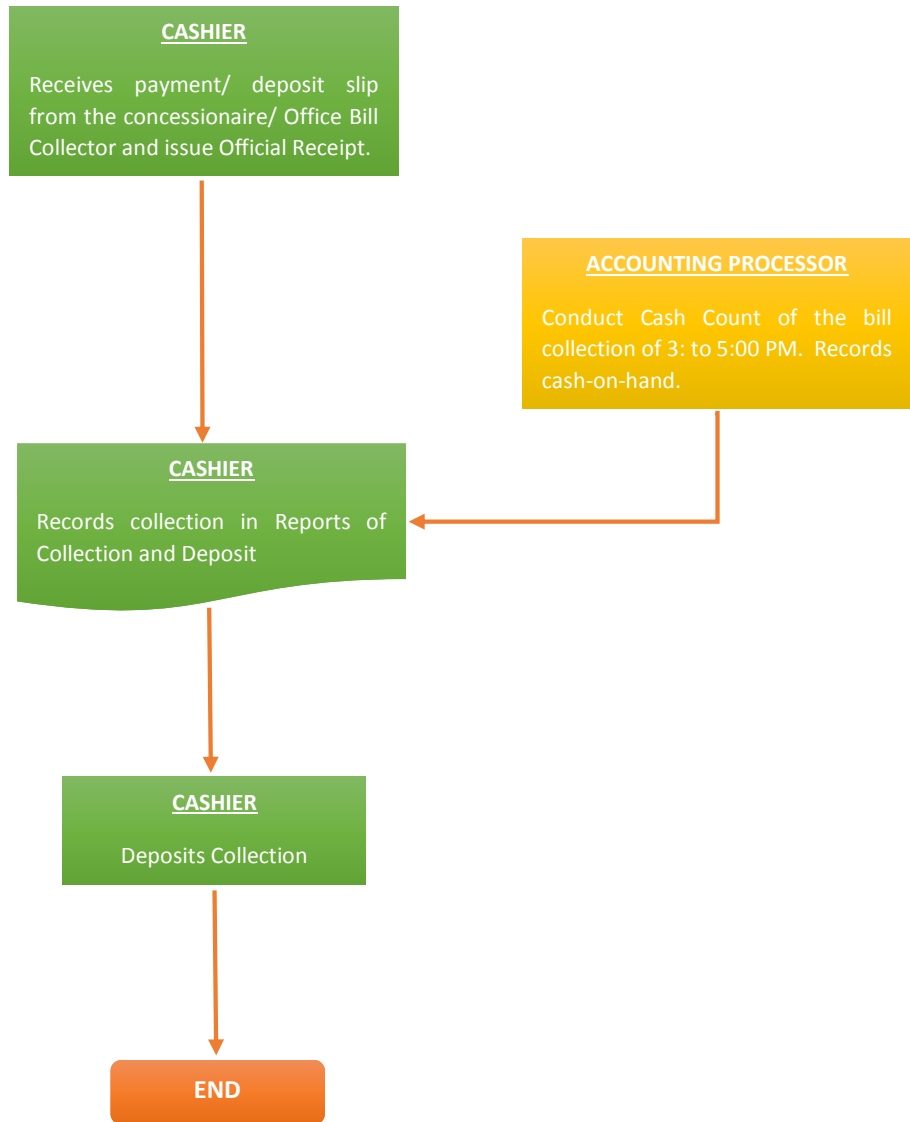 CASHIER
Receives payment/ deposit slip
from the concessionaire/ Office Bill
Collector and issue Official Receipt.
ACCOUNTING PROCESSOR
Conduct Cash Count of the bill
collection of 3: to 5:00 PM. Records
cash-on-hand.
CASHIER
Records collection in Reports of
Collection and Deposit
CASHIER
Deposits Collection
END